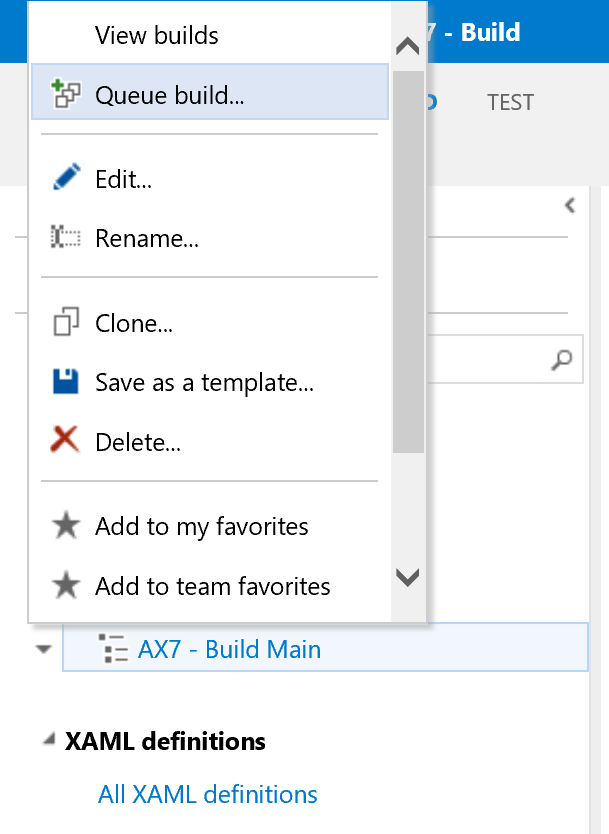 View builds
7 - Build
Queue build...
TEST
Edit...
Rename...
Clone...
Save as a template...
Delete...
Add to my favorites
Add to team favorites
AX7 - Build Main
XAML definitions
All XAML definitions